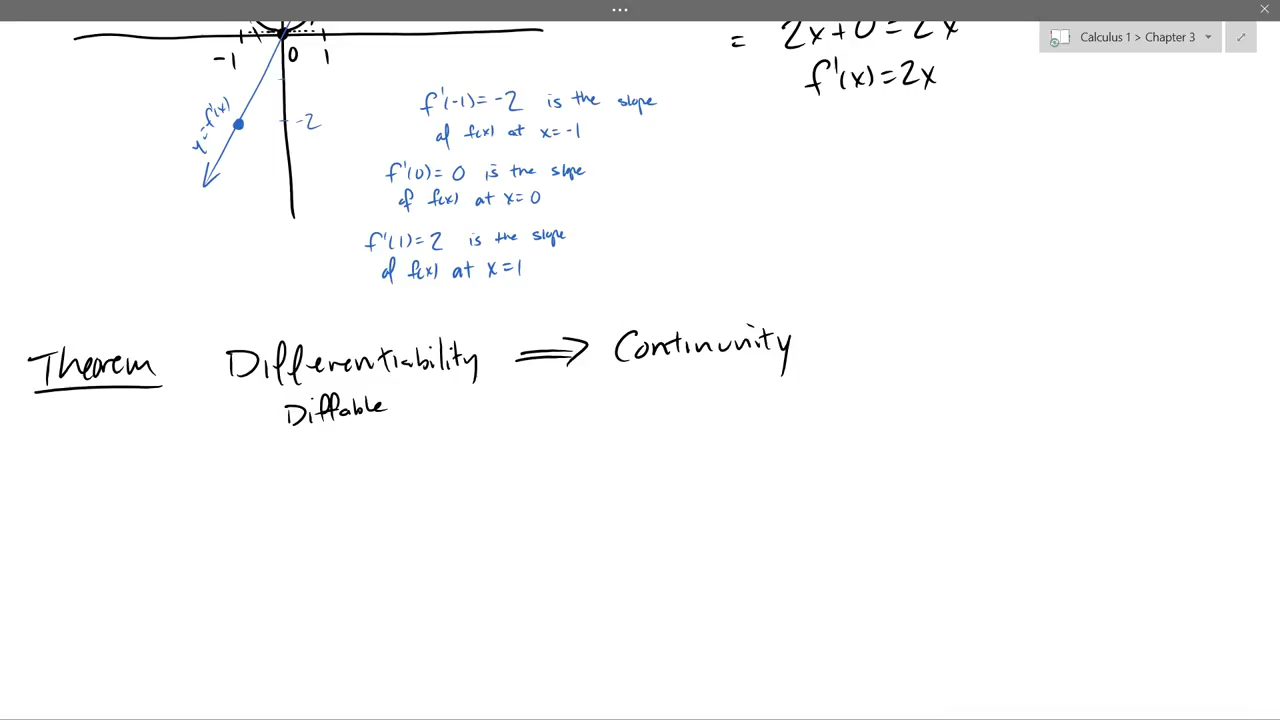 Calculus 1 > Chapter 3
= 2x+0=2x
f'(x)=2x
-1 0 1
y=f'(x)
-2
f'(-1)=-2 is the slope
of f(x) at x=-1
f'(0)=0 is the slope
of f(x) at x=0
f'(1)=2 is the slope
of f(x) at x=1
Theorem Differentiability ⟹ Continunity
Diffable